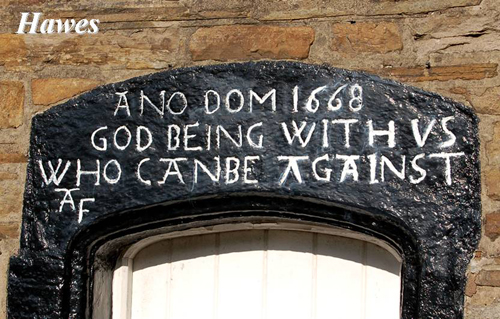 Hawes
ANO DOM 1668
GOD BEING WITH VS
WHO CANBE AGAINST
AF